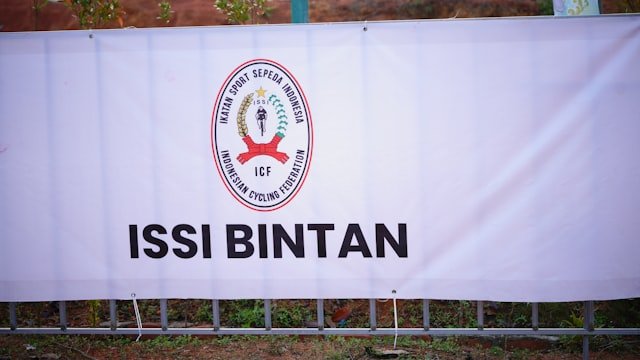 IKATAN SPORT SEPEDA INDONESIA
ISSI
ICF
INDONESIAN CYCLING FEDERATION
ISSI BINTAN